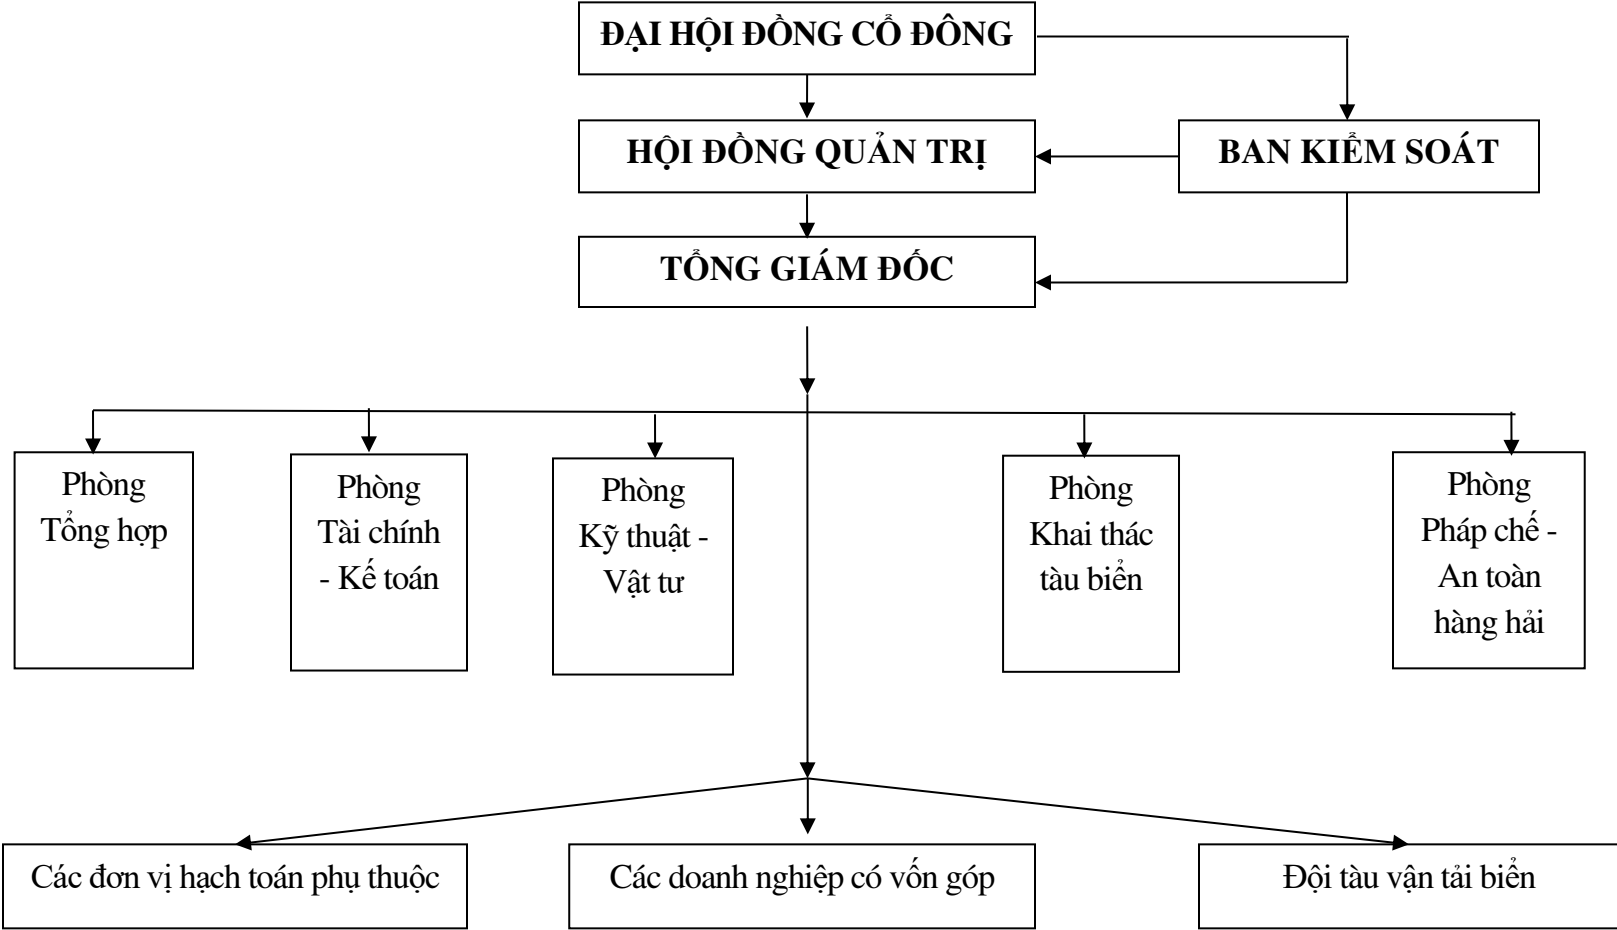 ĐẠI HỘI ĐỒNG CỔ ĐÔNG
HỘI ĐỒNG QUẢN TRỊ
BAN KIỂM SOÁT
TỔNG GIÁM ĐỐC
Phòng
Tổng hợp
Phòng
Tài chính
- Kế toán
Phòng
Kỹ thuật -
Vật tư
Phòng
Khai thác
tàu biển
Phòng
Pháp chế -
An toàn
hàng hải
Các đơn vị hạch toán phụ thuộc
Các doanh nghiệp có vốn góp
Đội tàu vận tải biển